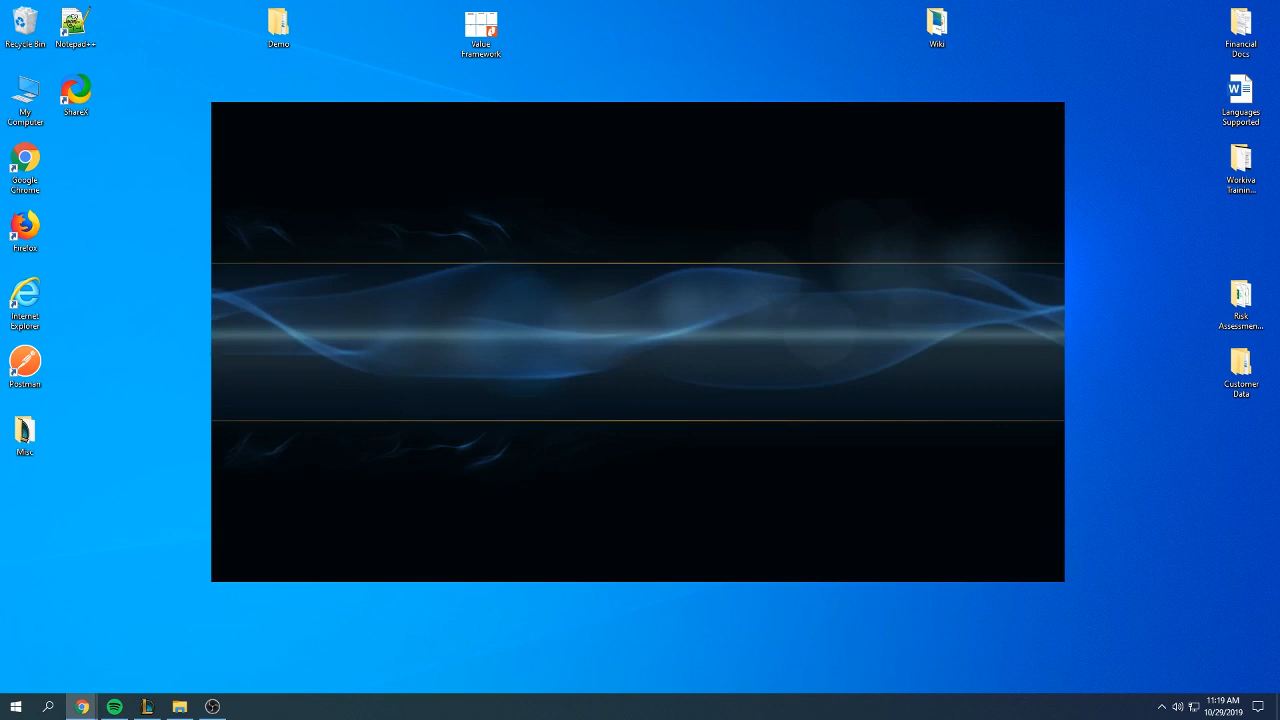 Recycle Bin
Notepad++
Demo
Value
Framework
Wiki
Financial
Docs
My
Computer
ShareX
Languages
Supported
Google
Chrome
Workiva
Trainin...
Firefox
Internet
Explorer
Risk
Assessmen...
Postman
Customer
Data
Misc
11:19 AM
10/29/2019